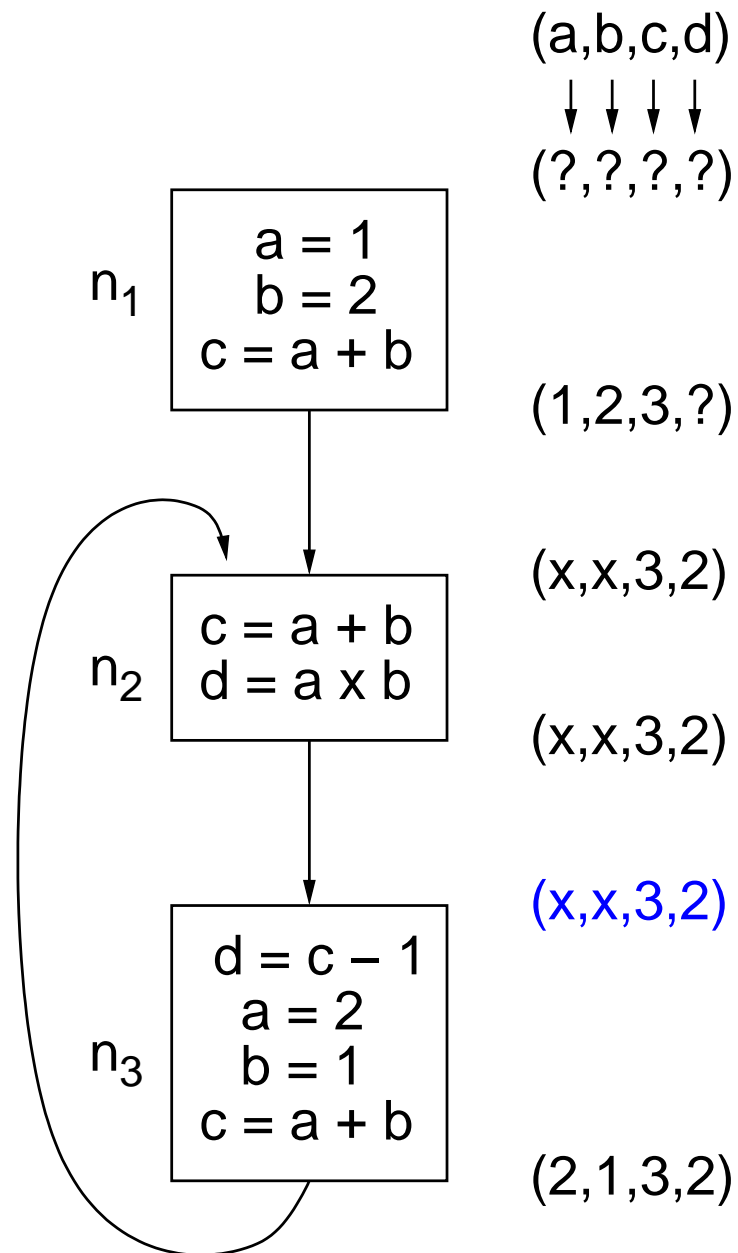 (a,b,c,d)
(?,?,?,?)
n₁
a = 1
b = 2
c = a + b
(1,2,3,?)
(x,x,3,2)
n₂
c = a + b
d = a x b
(x,x,3,2)
(x,x,3,2)
n₃
d = c – 1
a = 2
b = 1
c = a + b
(2,1,3,2)